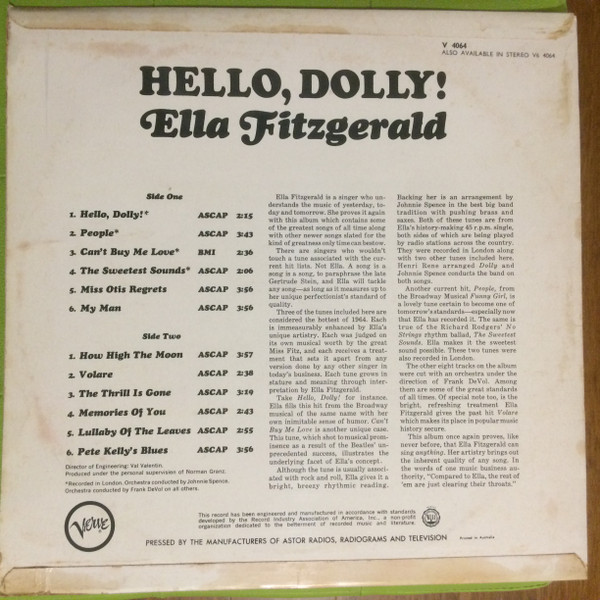 V 4064
ALSO AVAILABLE IN STEREO V6 4064
HELLO, DOLLY!
Ella Fitzgerald
Side One
1. Hello, Dolly!* ASCAP 2:15
2. People* ASCAP 3:43
3. Can't Buy Me Love* BMI 2:36
4. The Sweetest Sounds* ASCAP 2:06
5. Miss Otis Regrets ASCAP 3:56
6. My Man ASCAP 3:56
Side Two
1. How High The Moon ASCAP 3:57
2. Volare ASCAP 2:38
3. The Thrill Is Gone ASCAP 3:19
4. Memories Of You ASCAP 2:43
5. Lullaby Of The Leaves ASCAP 2:55
6. Pete Kelly's Blues ASCAP 3:56
Director of Engineering: Val Valentin.
Produced under the personal supervision of Norman Granz.
*Recorded in London. Orchestra conducted by Johnnie Spence.
Orchestra conducted by Frank DeVol on all others.
Ella Fitzgerald is a singer who un-
derstands the music of yesterday, to-
day and tomorrow. She proves it again
with this album which contains some
of the greatest songs of all time along
with other newer songs slated for the
kind of greatness only time can bestow.
There are singers who wouldn't
touch a tune associated with the cur-
rent hit lists. Not Ella. A song is a
song is a song, to paraphrase the late
Gertrude Stein, and Ella will tackle
any song—as long as it measures up to
her unique perfectionist's standard of
quality.
Three of the tunes included here are
considered the hottest of 1964. Each
is immeasurably enhanced by Ella's
unique artistry. Each was judged on
its own musical worth by the great
Miss Fitz, and each receives a treat-
ment that sets it apart from any
version done by any other singer in
today's business. Each tune grows in
stature and meaning through inter-
pretation by Ella Fitzgerald.
Take Hello, Dolly! for instance.
Ella fills this hit from the Broadway
musical of the same name with her
own inimitable sense of humor. Can't
Buy Me Love is another unique case.
This tune, which shot to musical prom-
inence as a result of the Beatles' un-
precedented success, illustrates the
underlying facet of Ella's concept.
Although the tune is usually associ-
ated with rock and roll, Ella gives it a
bright, breezy rhythmic reading.
Backing her is an arrangement by
Johnnie Spence in the best big band
tradition with pushing brass and
saxes. Both of these tunes are from
Ella's history-making 45 r.p.m. single,
both sides of which are being played
by radio stations across the country.
They were recorded in London along
with two other tunes included here.
Henri Rene arranged Dolly and
Johnnie Spence conducts the band on
both songs.
Another current hit, People, from
the Broadway Musical Funny Girl, is
a lovely tune certain to become one of
tomorrow's standards—especially now
that Ella has recorded it. The same is
true of the Richard Rodgers' No
Strings rhythm ballad, The Sweetest
Sounds. Ella makes it the sweetest
sound possible. These two tunes were
also recorded in London.
The other eight tracks on the album
were cut with an orchestra under the
direction of Frank DeVol. Among
them are some of the great standards
of all times. Of special note too, is the
bright, refreshing treatment Ella
Fitzgerald gives the past hit Volare
which makes its place in popular music
history secure.
This album once again proves, like
never before, that Ella Fitzgerald can
sing anything. Her artistry brings out
the inherent quality of any song. In
the words of one music business au-
thority, "Compared to Ella, the rest of
'em are just clearing their throats."
Verve
This record has been engineered and manufactured in accordance with standards
developed by the Record Industry Association of America, Inc., a non-profit
organization dedicated to the betterment of recorded music and literature.
PRESSED BY THE MANUFACTURERS OF ASTOR RADIOS, RADIOGRAMS AND TELEVISION
Printed in Australia